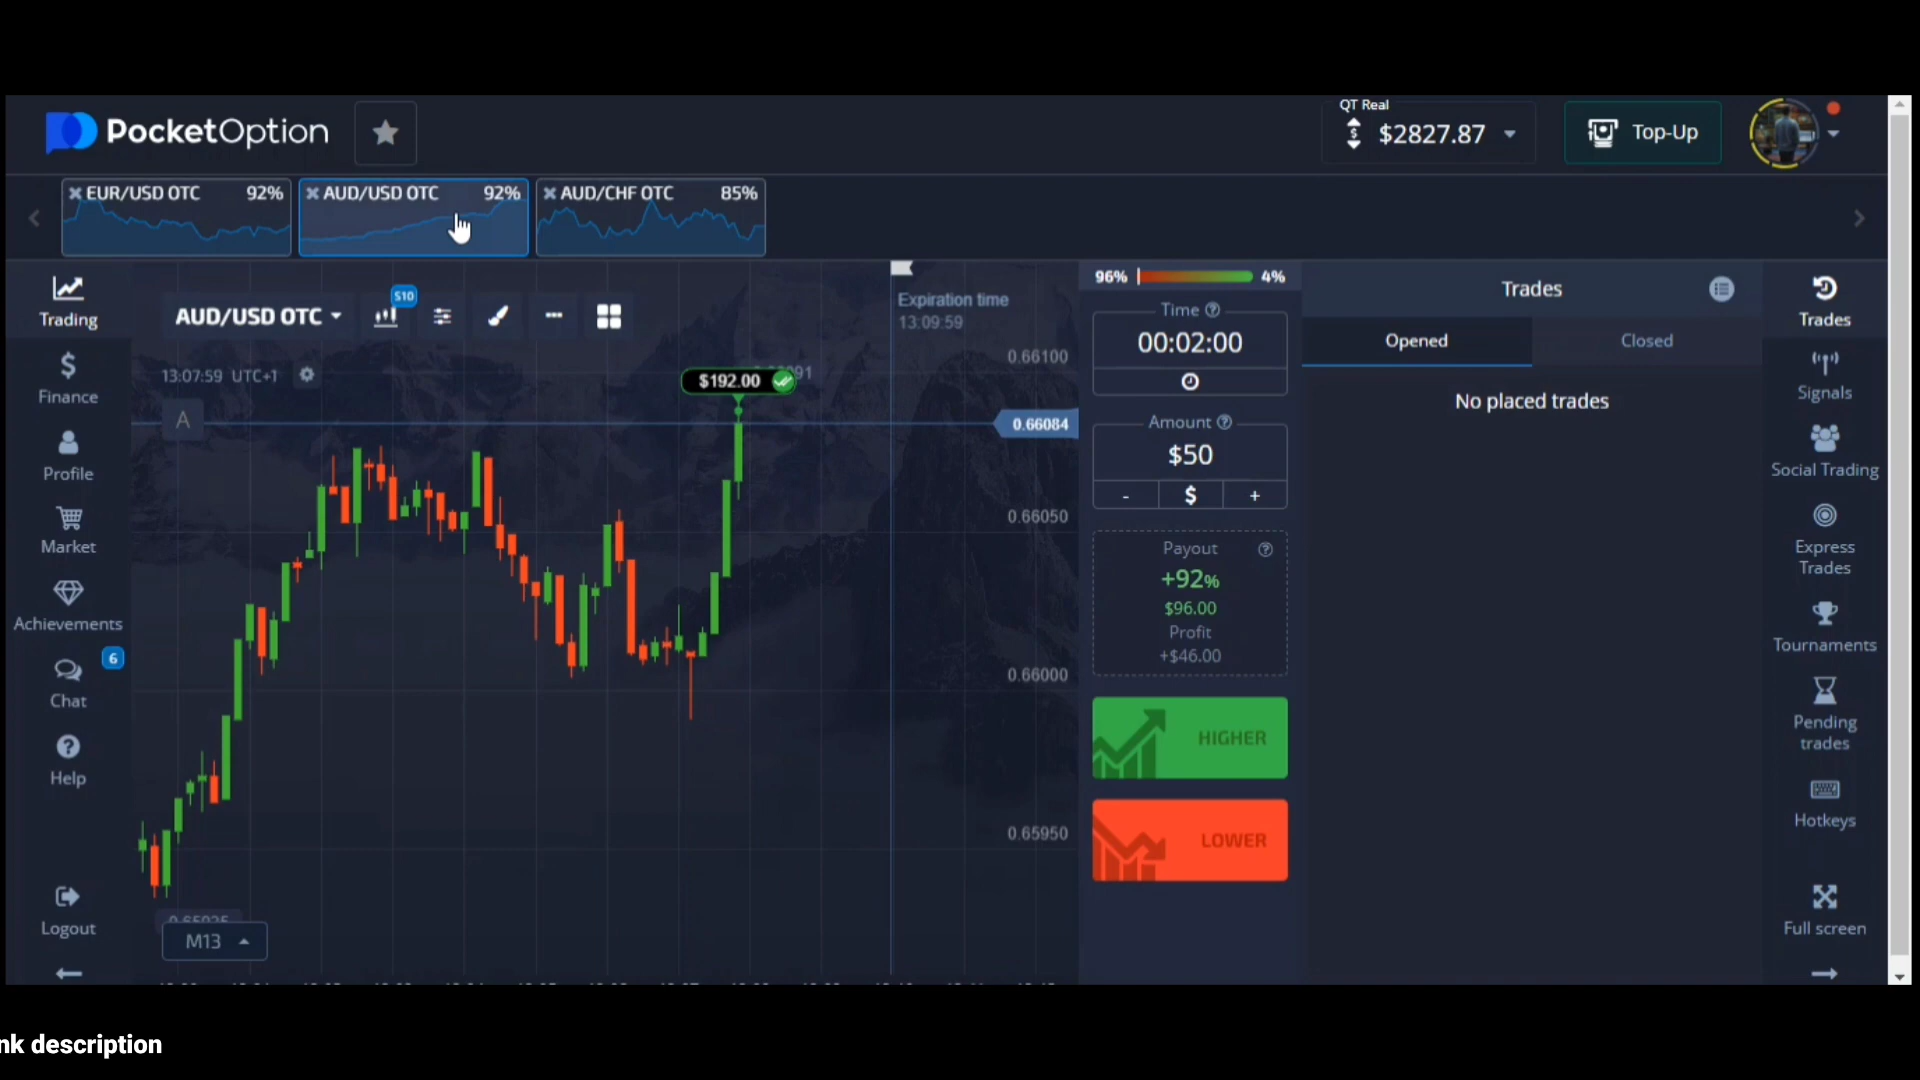 PocketOption
QT Real
$2827.87
Top-Up
EUR/USD OTC 92%
AUD/USD OTC 92%
AUD/CHF OTC 85%
Trading
Finance
Profile
Market
Achievements
6
Chat
Help
Logout
AUD/USD OTC
S10
13:07:59 UTC+1
A
$192.00
Expiration time
13:09:59
0.66100
0.66084
0.66050
0.66000
0.65950
M13
96% 4%
Time
00:02:00
Amount
$50
- $ +
Payout
+92%
$96.00
Profit
+$46.00
HIGHER
LOWER
Trades
Opened Closed
No placed trades
Trades
Signals
Social Trading
Express
Trades
Tournaments
Pending
trades
Hotkeys
Full screen
nk description